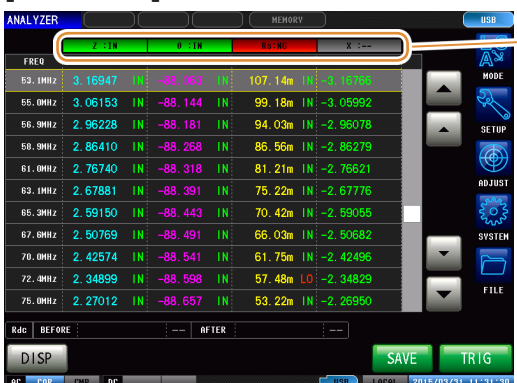 ANALYZER MEMORY USB
Z :IN θ :IN Rs:NG X :--
FREQ
53.1MHz 3.16947 IN IN 107.14m IN -3.16766
55.0MHz 3.06153 IN -88.144 IN 99.18m IN -3.05992
56.9MHz 2.96228 IN -88.181 IN 94.03m IN -2.96078
58.9MHz 2.86410 IN -88.268 IN 86.56m IN -2.86279
61.0MHz 2.76740 IN -88.318 IN 81.21m IN -2.76621
63.1MHz 2.67881 IN -88.391 IN 75.22m IN -2.67776
65.3MHz 2.59150 IN -88.443 IN 70.42m IN -2.59055
67.6MHz 2.50769 IN -88.491 IN 66.03m IN -2.50682
70.0MHz 2.42574 IN -88.541 IN 61.75m IN -2.42496
72.4MHz 2.34899 IN -88.598 IN 57.48m LO -2.34829
75.0MHz 2.27012 IN -88.657 IN 53.22m IN -2.26950
Rdc BEFORE -- AFTER --
DISP SAVE TRIG
AC COR CMP DC USB LOCAL 2015/03/31 11:31:30
A
MODE
SETUP
ADJUST
SYSTEM
FILE